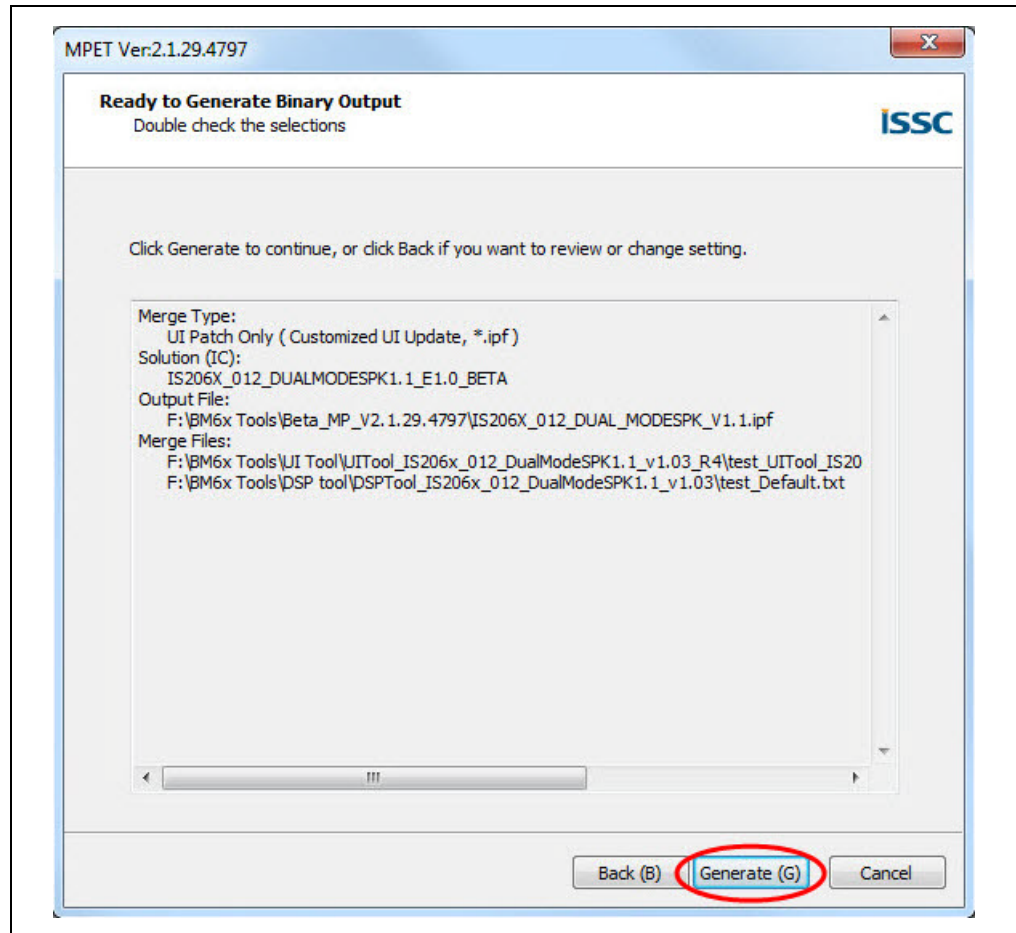 MPET Ver:2.1.29.4797
x
Ready to Generate Binary Output
Double check the selections
ISSC
Click Generate to continue, or click Back if you want to review or change setting.
Merge Type:
UI Patch Only ( Customized UI Update, *.ipf )
Solution (IC):
IS206X_012_DUALMODESPK1.1_E1.0_BETA
Output File:
F:\BM6x Tools\Beta_MP_V2.1.29.4797\IS206X_012_DUAL_MODESPK_V1.1.ipf
Merge Files:
F:\BM6x Tools\UI Tool\UITool_IS206x_012_DualModeSPK1.1_v1.03_R4\test_UITool_IS20
F:\BM6x Tools\DSP tool\DSPTool_IS206x_012_DualModeSPK1.1_v1.03\test_Default.txt
Back (B) Generate (G) Cancel